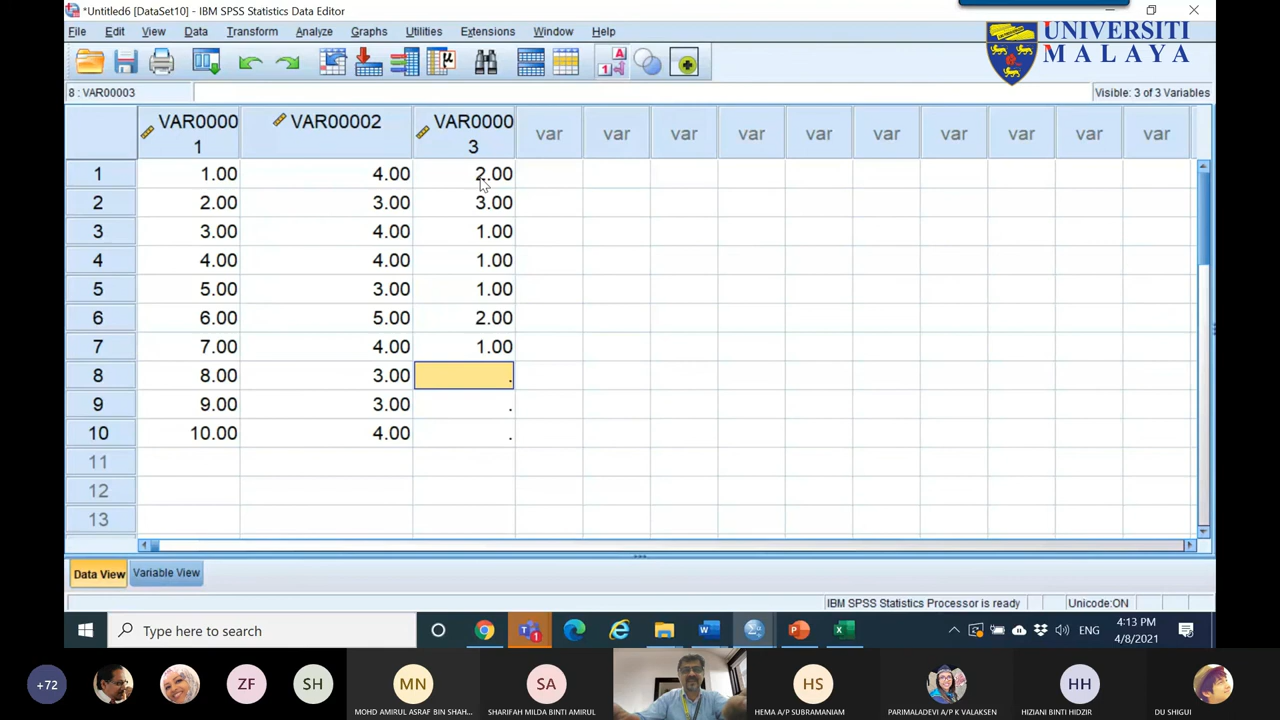 *Untitled6 [DataSet10] - IBM SPSS Statistics Data Editor
File Edit View Data Transform Analyze Graphs Utilities Extensions Window Help
UNIVERSITI
MALAYA
8 : VAR00003
Visible: 3 of 3 Variables
VAR0000 VAR00002 VAR0000 var var var var var var var var var var
1 3
1 1.00 4.00 2.00
2 2.00 3.00 3.00
3 3.00 4.00 1.00
4 4.00 4.00 1.00
5 5.00 3.00 1.00
6 6.00 5.00 2.00
7 7.00 4.00 1.00
8 8.00 3.00 .
9 9.00 3.00 .
10 10.00 4.00 .
11
12
13
Data View Variable View
IBM SPSS Statistics Processor is ready Unicode:ON
Type here to search
1
ENG
4:13 PM
4/8/2021
+72 ZF SH MN SA HS HH
MOHD AMIRUL ASRAF BIN SHAH... SHARIFAH MILDA BINTI AMIRUL HEMA A/P SUBRAMANIAM PARIMALADEVI A/P K VALAKSEN HIZIANI BINTI HIDZIR DU SHIGUI